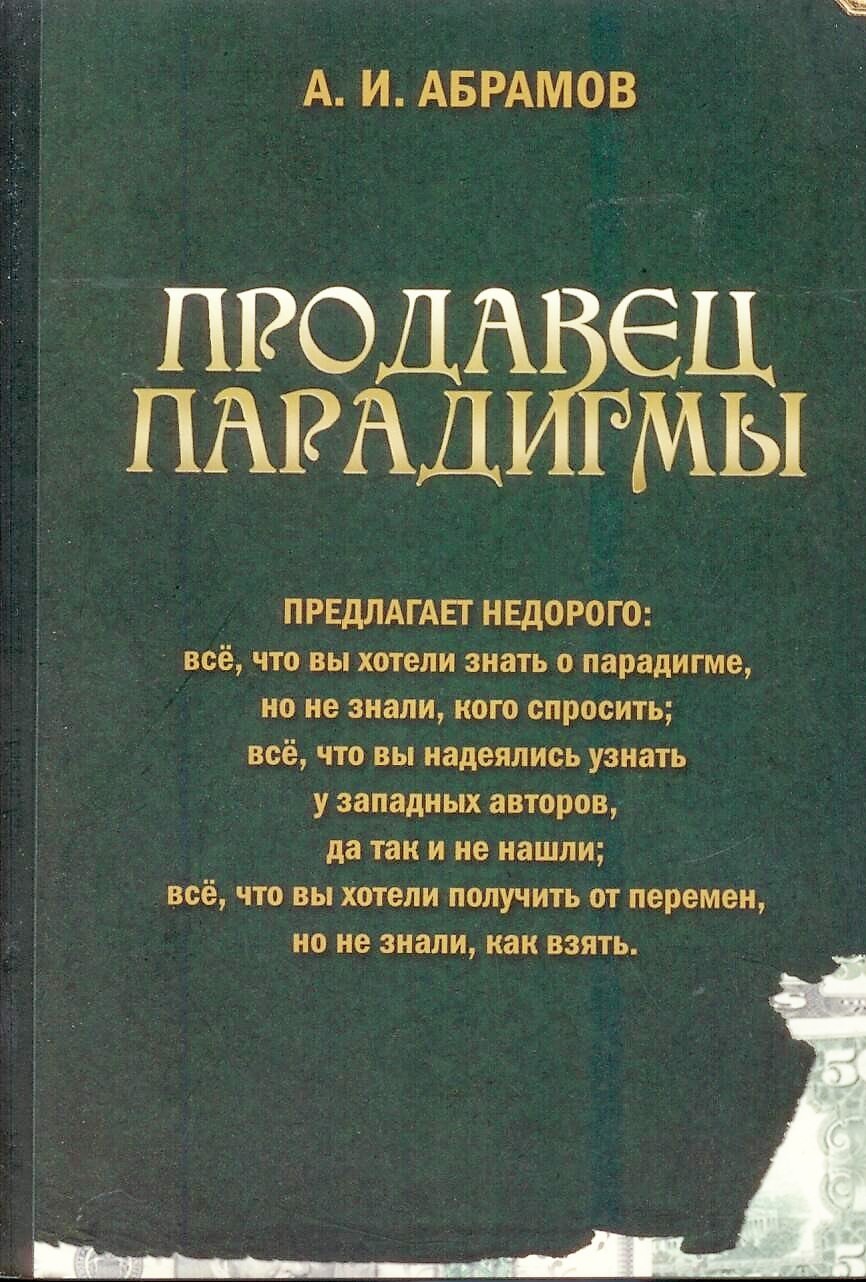 А. И. АБРАМОВ
ПРОДАВЕЦ
ПАРАДИГМЫ
ПРЕДЛАГАЕТ НЕДОРОГО:
всё, что вы хотели знать о парадигме,
но не знали, кого спросить;
всё, что вы надеялись узнать
у западных авторов,
да так и не нашли;
всё, что вы хотели получить от перемен,
но не знали, как взять.